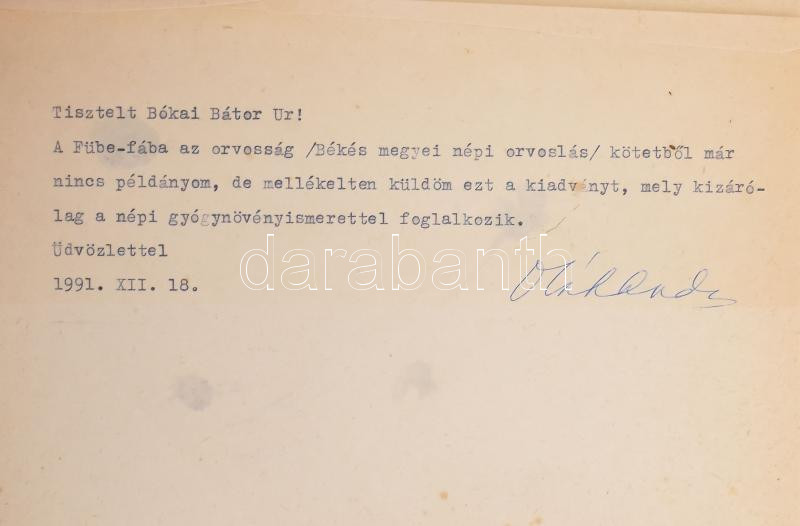 Tisztelt Bókai Bátor Ur!
A Fübe-fába az orvosság /Békés megyei népi orvoslás/ kötetből már
nincs példányom, de mellékelten küldöm ezt a kiadványt, mely kizáró-
lag a népi gyógynövényismerettel foglalkozik.
Üdvözlettel
darabanth
1991. XII. 18.